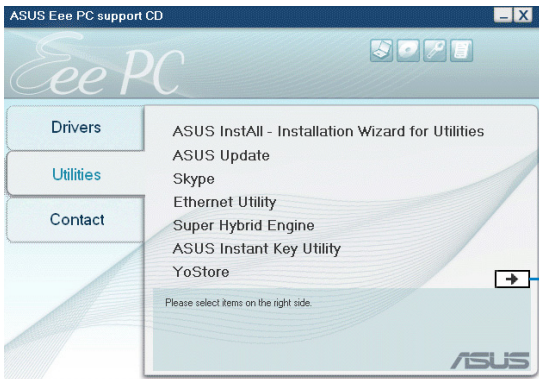 ASUS Eee PC support CD
Eee PC
Drivers
Utilities
Contact
ASUS InstAll - Installation Wizard for Utilities
ASUS Update
Skype
Ethernet Utility
Super Hybrid Engine
ASUS Instant Key Utility
YoStore
Please select items on the right side.
ASUS